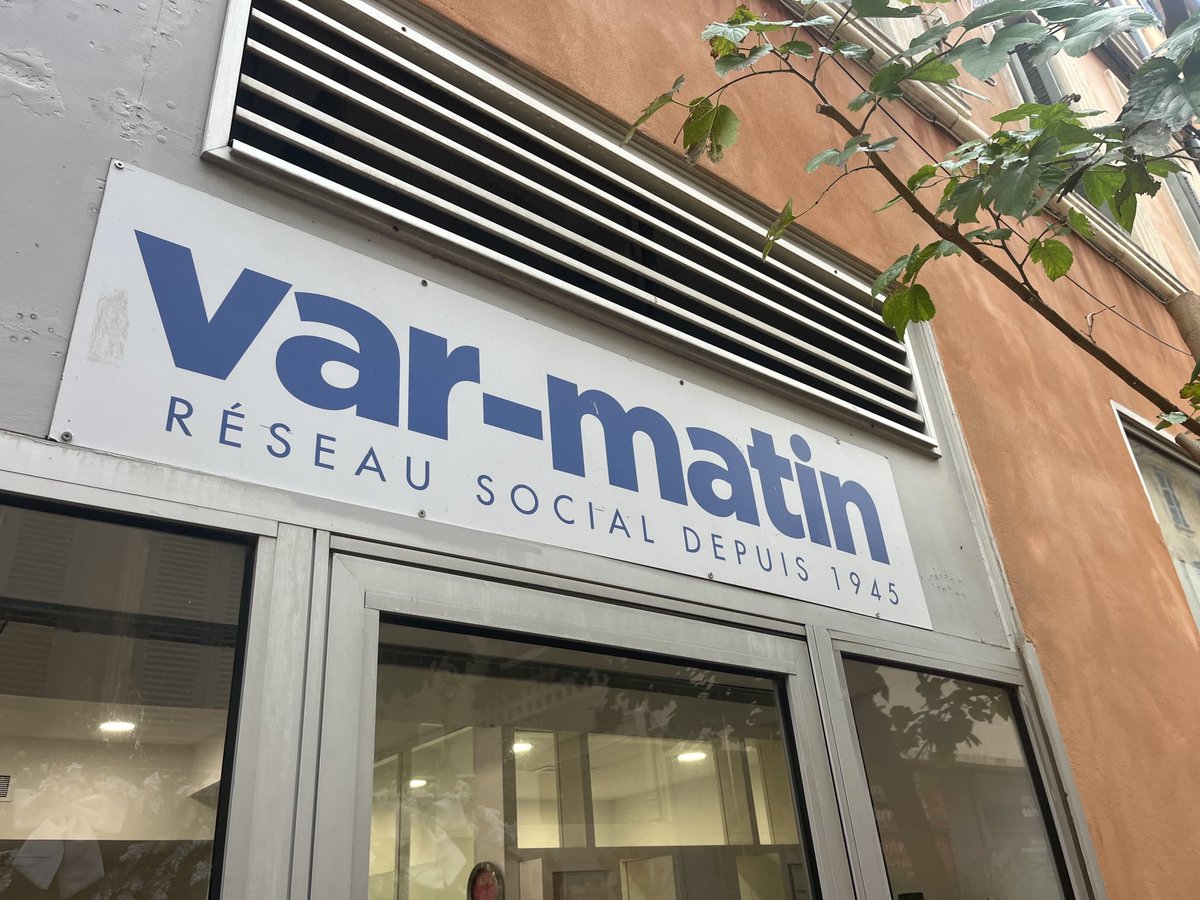 var-matin
RÉSEAU SOCIAL DEPUIS 1945